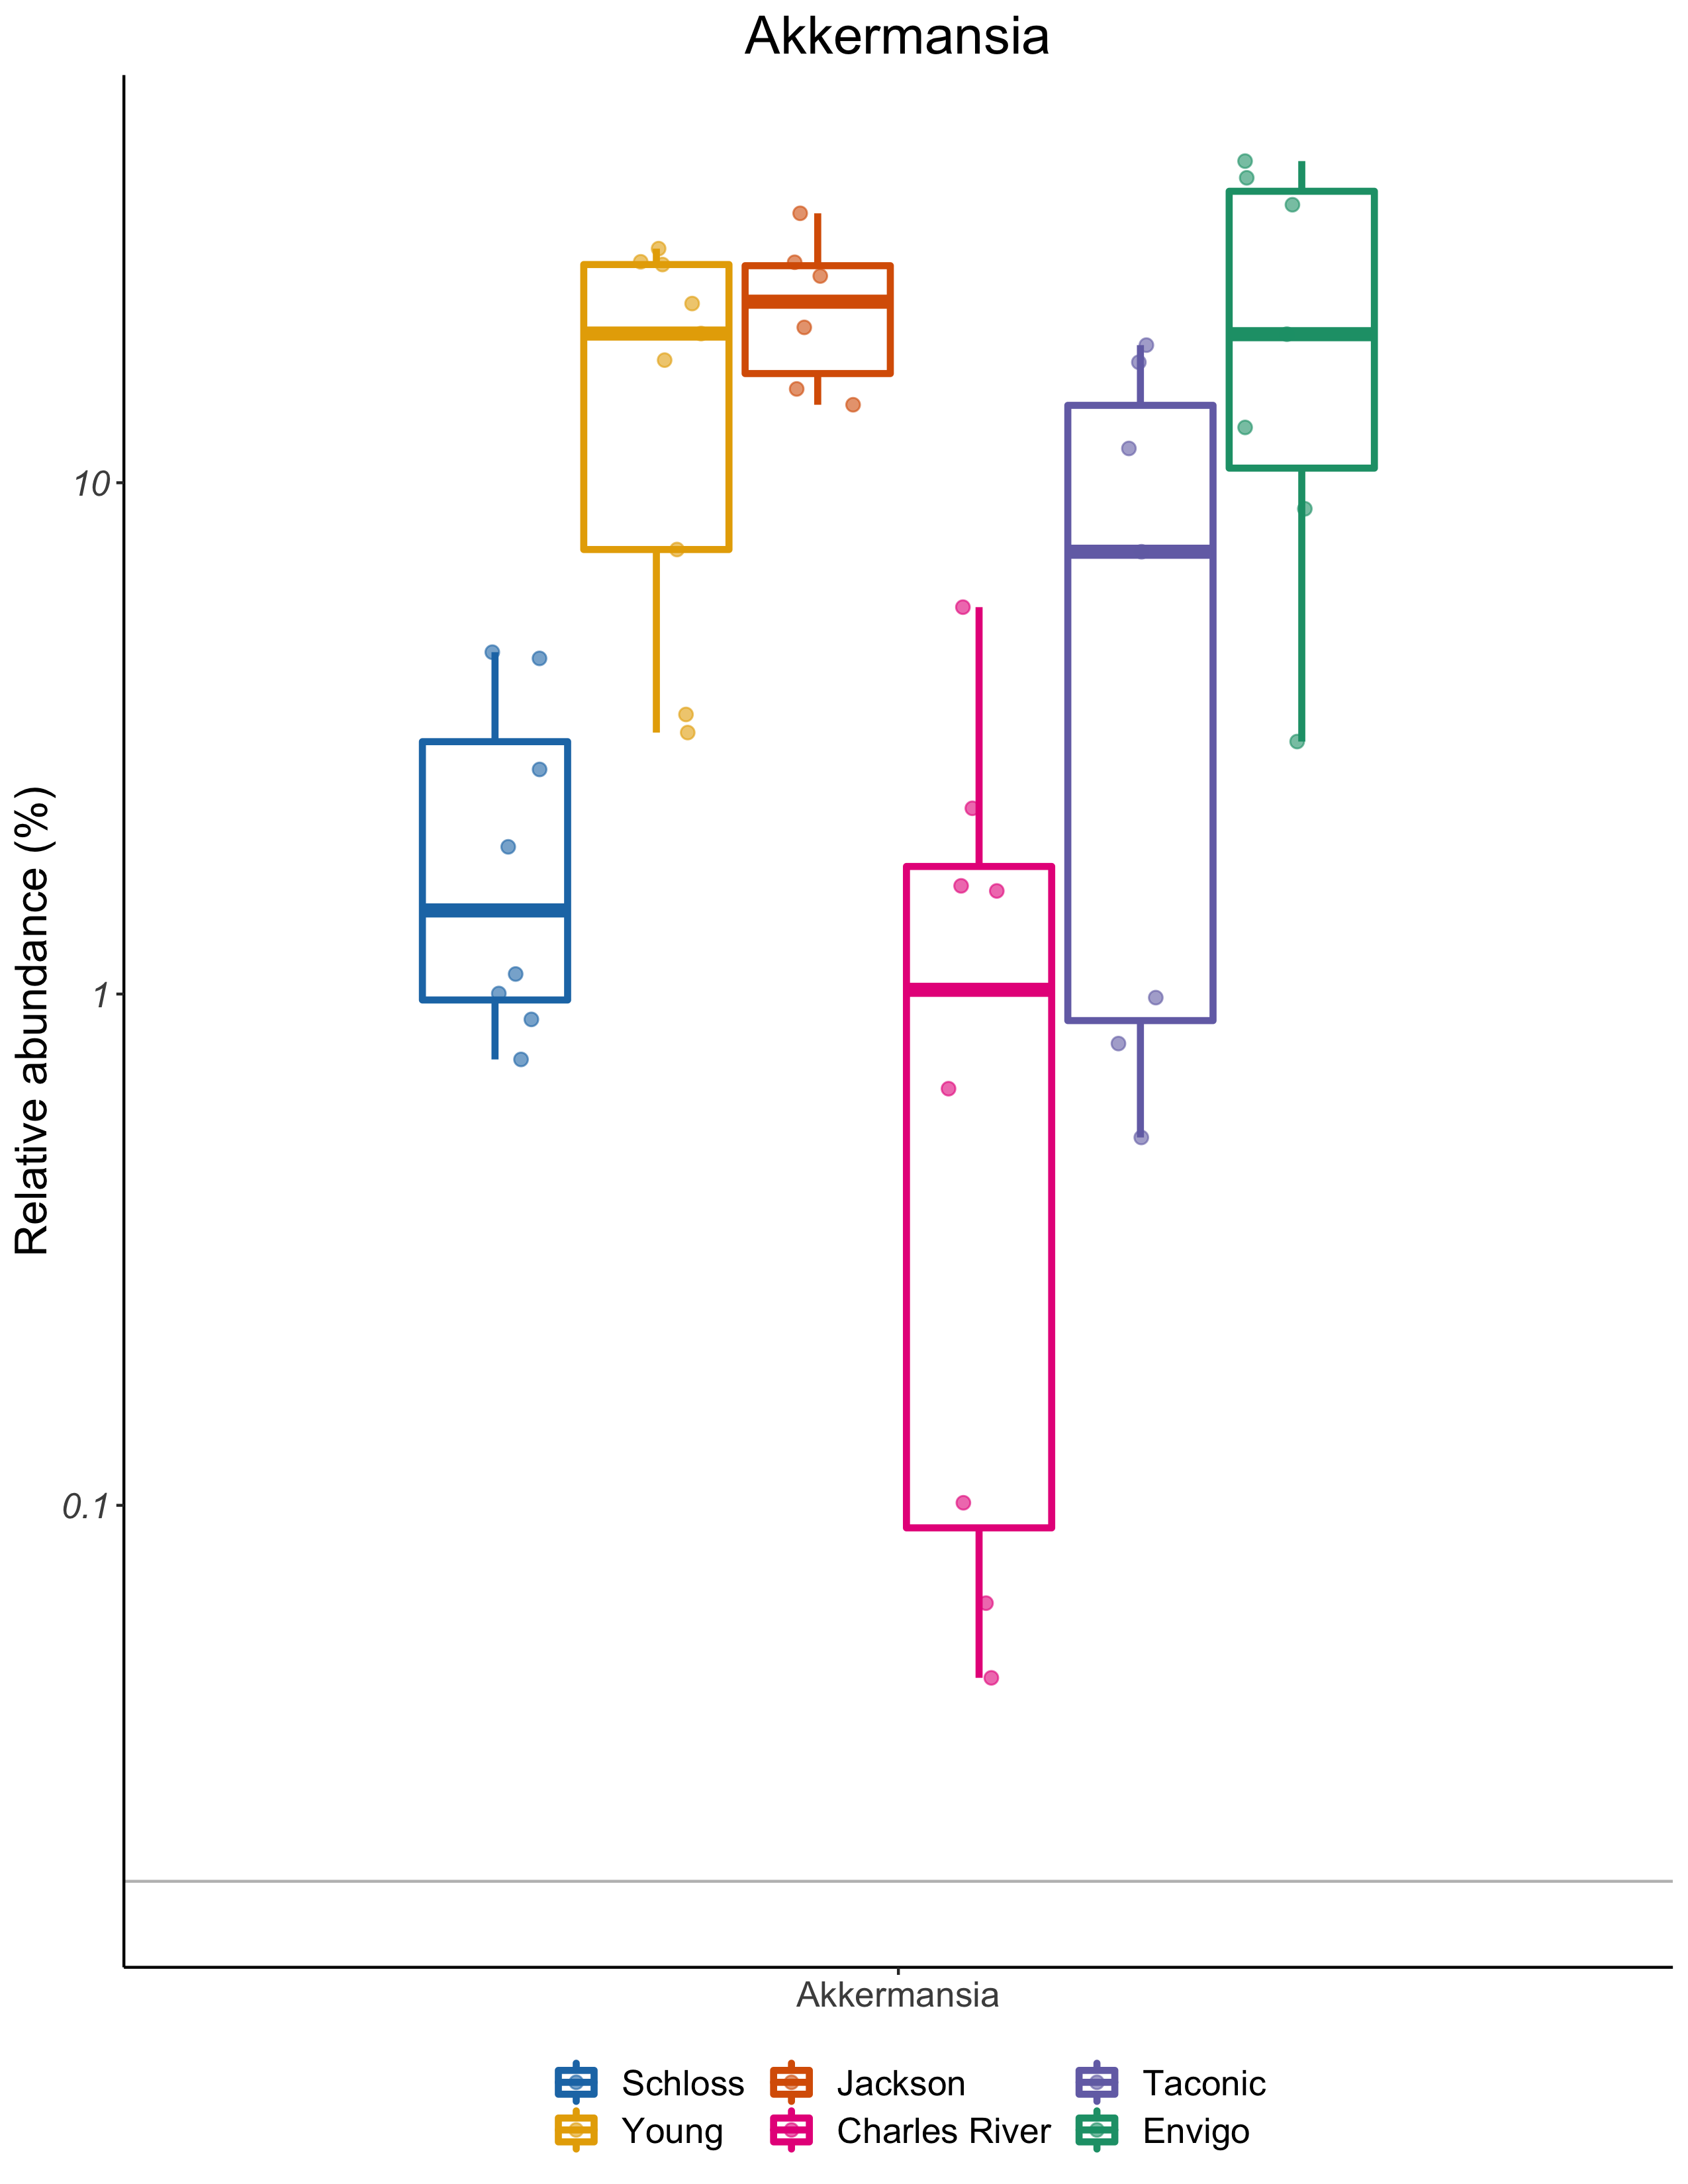 Akkermansia
Relative abundance (%)
10
1
0.1
Akkermansia
Schloss
Jackson
Taconic
Young
Charles River
Envigo